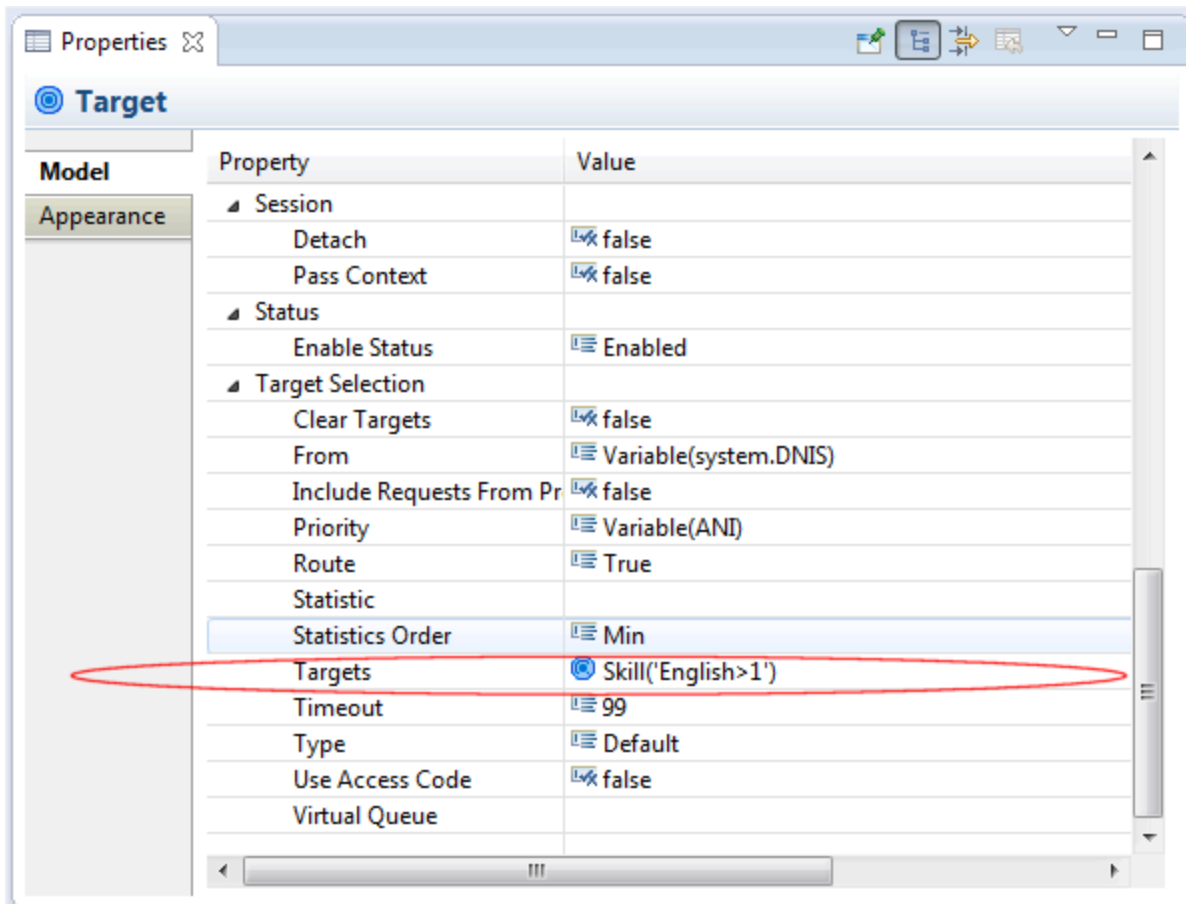 Properties
Target
Model
Appearance
Property Value
Session
Detach false
Pass Context false
Status
Enable Status Enabled
Target Selection
Clear Targets false
From Variable(system.DNIS)
Include Requests From Pr false
Priority Variable(ANI)
Route True
Statistic
Statistics Order Min
Targets Skill('English>1')
Timeout 99
Type Default
Use Access Code false
Virtual Queue